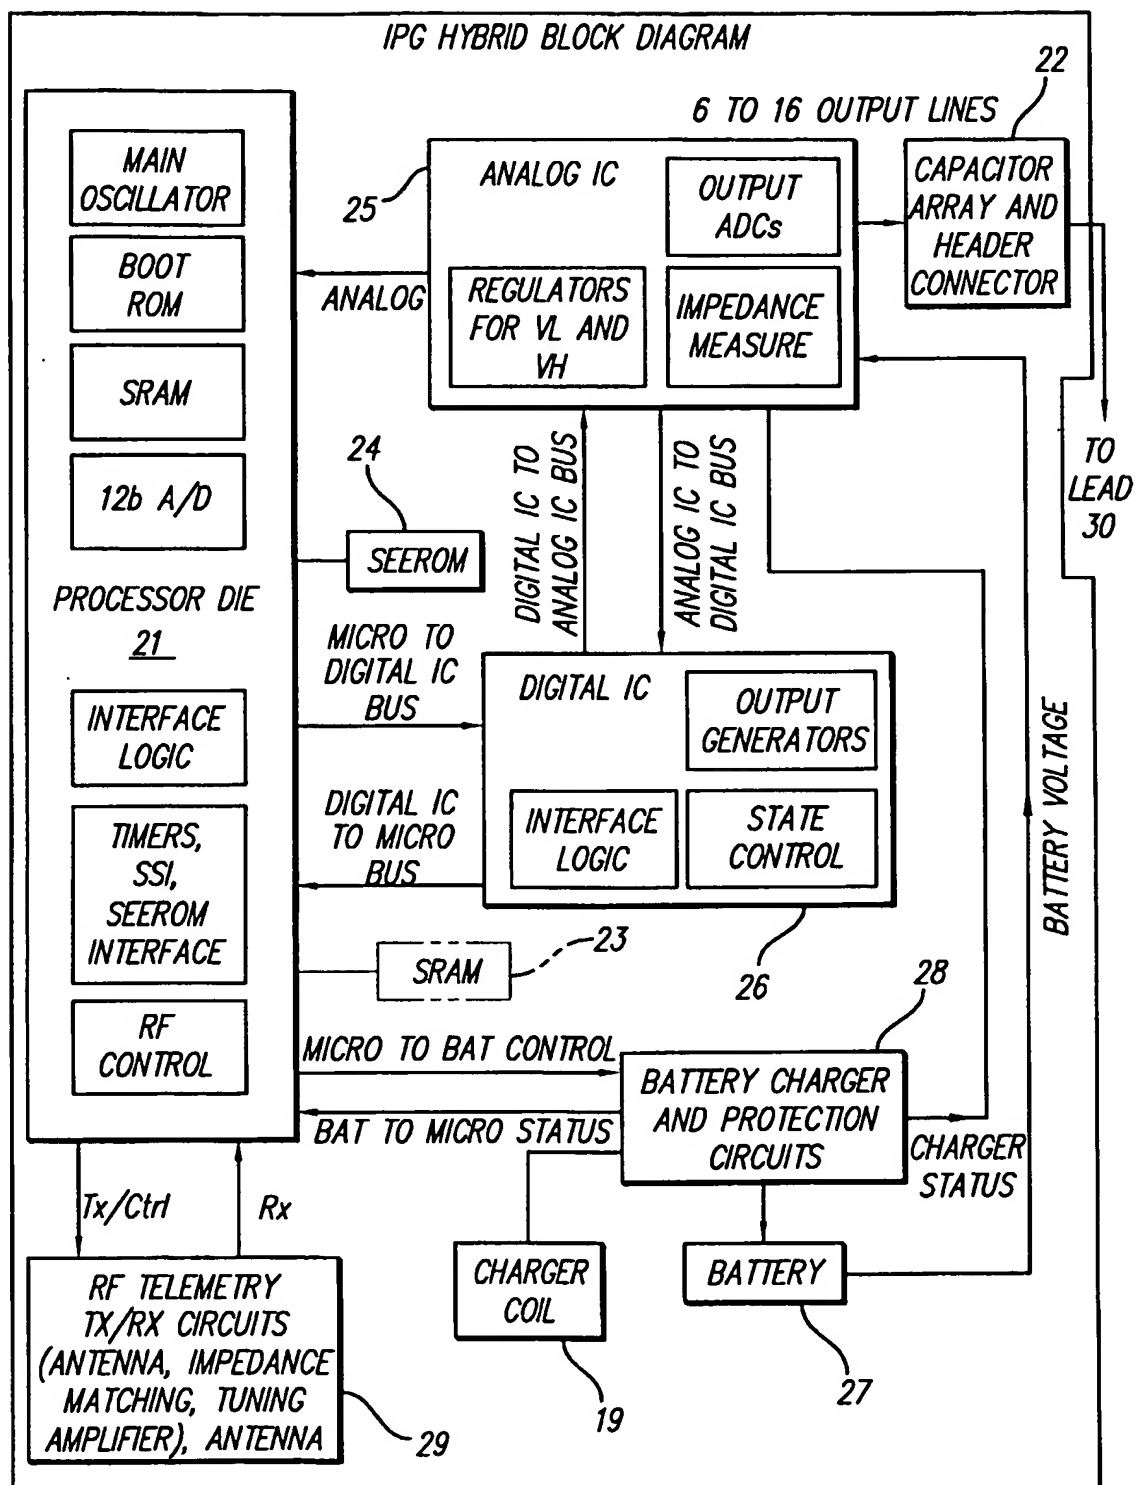 IPG HYBRID BLOCK DIAGRAM
22
6 TO 16 OUTPUT LINES
MAIN
OSCILLATOR
BOOT
ROM
SRAM
12b A/D
PROCESSOR DIE
21
INTERFACE
LOGIC
TIMERS,
SSI,
SEEROM
INTERFACE
RF
CONTROL
25
ANALOG IC
OUTPUT
ADCs
REGULATORS
FOR VL AND
VH
IMPEDANCE
MEASURE
ANALOG
CAPACITOR
ARRAY AND
HEADER
CONNECTOR
TO
LEAD
30
24
SEEROM
DIGITAL IC TO
ANALOG IC BUS
ANALOG IC TO
DIGITAL IC BUS
MICRO TO
DIGITAL IC
BUS
DIGITAL IC
TO MICRO
BUS
DIGITAL IC
OUTPUT
GENERATORS
INTERFACE
LOGIC
STATE
CONTROL
26
BATTERY VOLTAGE
SRAM
23
28
MICRO TO BAT CONTROL
BAT TO MICRO STATUS
BATTERY CHARGER
AND PROTECTION
CIRCUITS
CHARGER
STATUS
Tx/Ctrl
Rx
CHARGER
COIL
19
BATTERY
27
RF TELEMETRY
TX/RX CIRCUITS
(ANTENNA, IMPEDANCE
MATCHING, TUNING
AMPLIFIER), ANTENNA
29